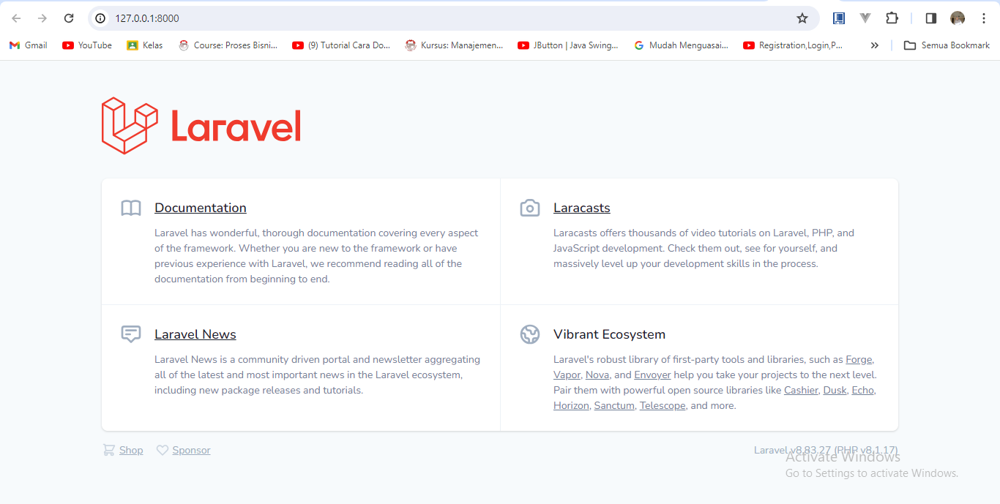 127.0.0.1:8000
Gmail YouTube Kelas Course: Proses Bisni... (9) Tutorial Cara Do... Kursus: Manajemen... JButton | Java Swing... Mudah Menguasai... Registration,Login,P... » Semua Bookmark
Laravel
Documentation
Laravel has wonderful, thorough documentation covering every aspect
of the framework. Whether you are new to the framework or have
previous experience with Laravel, we recommend reading all of the
documentation from beginning to end.
Laracasts
Laracasts offers thousands of video tutorials on Laravel, PHP, and
JavaScript development. Check them out, see for yourself, and
massively level up your development skills in the process.
Laravel News
Laravel News is a community driven portal and newsletter aggregating
all of the latest and most important news in the Laravel ecosystem,
including new package releases and tutorials.
Vibrant Ecosystem
Laravel's robust library of first-party tools and libraries, such as Forge,
Vapor, Nova, and Envoyer help you take your projects to the next level.
Pair them with powerful open source libraries like Cashier, Dusk, Echo,
Horizon, Sanctum, Telescope, and more.
Shop Sponsor
Laravel v8.83.27 (PHP v8.1.17)
Activate Windows
Go to Settings to activate Windows.